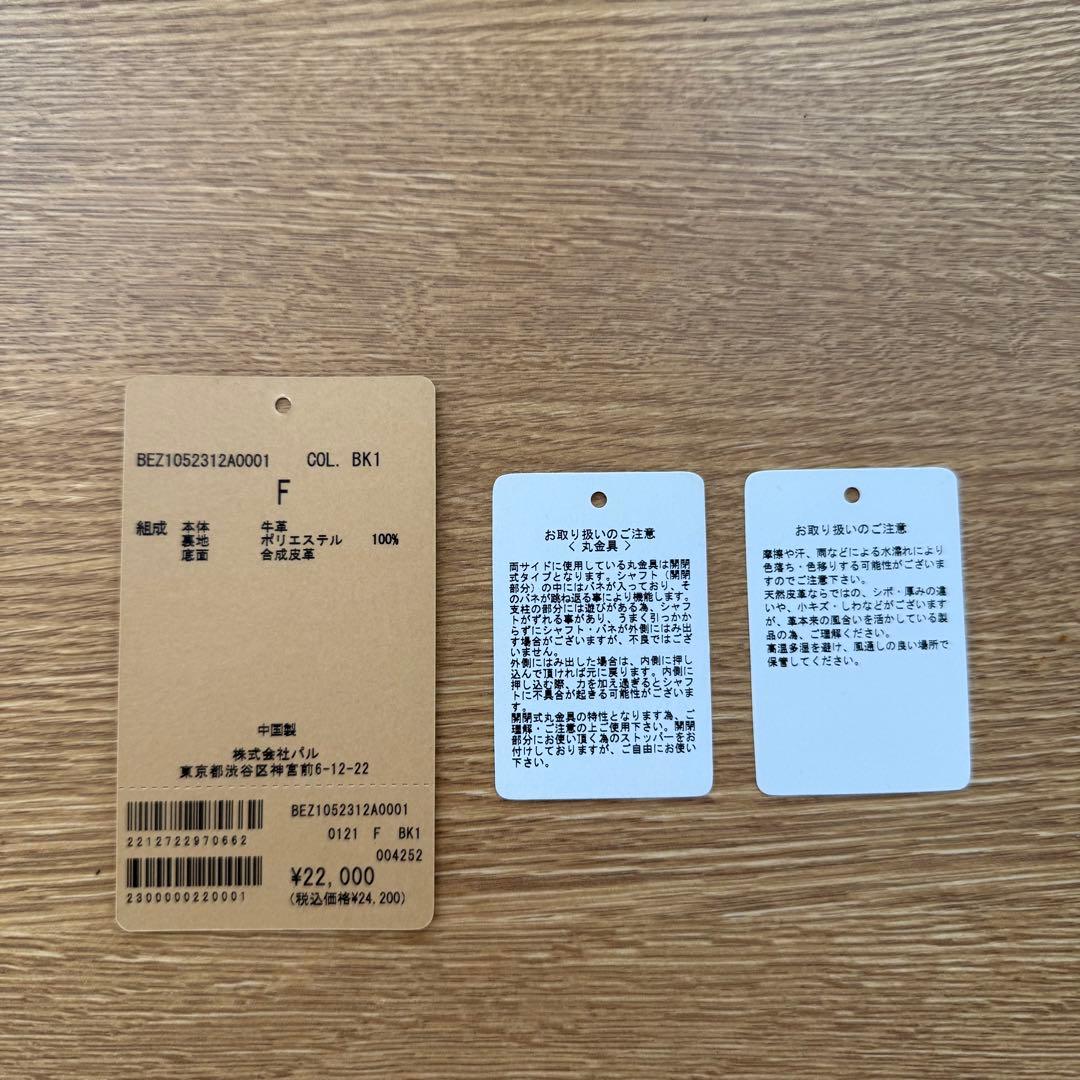 BEZ1052312A0001 COL. BK1
F
組成 本体 牛革
裏地 ポリエステル 100%
底面 合成皮革
中国製
株式会社パル
東京都渋谷区神宮前6-12-22
BEZ1052312A0001
2212722970662
0121 F BK1
004252
¥22,000
2300000220001
(税込価格¥24,200)
お取り扱いのご注意
<丸金具>
両サイドに使用している丸金具は開閉
式タイプとなります。シャフト(開閉
部分)の中にはバネが入っており、そ
のバネが跳ね返る事により機能します。
支柱の部分には遊びがある為、シャフ
トがずれる事があり、うまく引っかか
らずにシャフト・バネが外側にはみ出
す場合がございますが、不良ではござ
いません。
外側にはみ出した場合は、内側に押し
込んで頂ければ元に戻ります。内側に
押し込む際、力を加え過ぎるとシャフ
トに不具合が起きる可能性がございま
す。
開閉式丸金具の特性となります為、ご
理解・ご注意の上ご使用下さい。開閉
部分にお使い頂く為のストッパーをお
付けしておりますが、ご自由にお使い
下さい。
お取り扱いのご注意
摩擦や汗、雨などによる水濡れにより
色落ち・色移りする可能性がございま
すのでご注意下さい。
天然皮革ならではの、シボ・厚みの違
いや、小キズ・しわなどがございます
が、革本来の風合いを活かしている製
品の為、ご理解ください。
高温多湿を避け、風通しの良い場所で
保管してください。